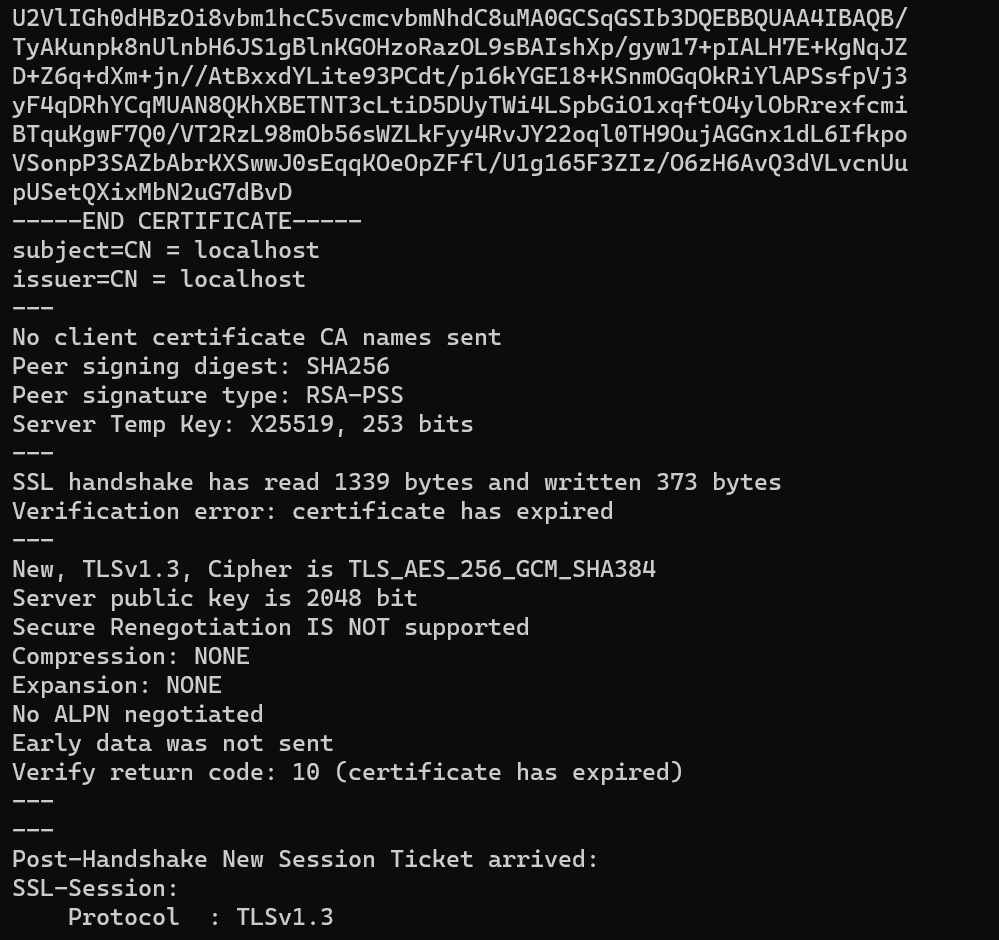 U2VlIGh0dHBzOi8vbm1hcC5vcmcvbmNhdC8uMA0GCSqGSIb3DQEBBQUAA4IBAQB/
TyAKunpk8nUlnbH6JS1gBlnKGOHzoRazOL9sBAIshXp/gyw17+pIALH7E+KgNqJZ
D+Z6q+dXm+jn//AtBxxdYLite93PCdt/p16kYGE18+KSnmOGqOkRiYlAPSsfpVj3
yF4qDRhYCqMUAN8QKhXBETNT3cLtiD5DUyTWi4LSpbGiO1xqftO4ylObRrexfcmi
BTquKgwF7Q0/VT2RzL98mOb56sWZLkFyy4RvJY22oql0TH9OujAGGnx1dL6Ifkpo
VSonpP3SAZbAbrKXSwwJ0sEqqKOeOpZFfl/U1g165F3ZIz/O6zH6AvQ3dVLvcnUu
pUSetQXixMbN2uG7dBvD
-----END CERTIFICATE-----
subject=CN = localhost
issuer=CN = localhost
---
No client certificate CA names sent
Peer signing digest: SHA256
Peer signature type: RSA-PSS
Server Temp Key: X25519, 253 bits
---
SSL handshake has read 1339 bytes and written 373 bytes
Verification error: certificate has expired
---
New, TLSv1.3, Cipher is TLS_AES_256_GCM_SHA384
Server public key is 2048 bit
Secure Renegotiation IS NOT supported
Compression: NONE
Expansion: NONE
No ALPN negotiated
Early data was not sent
Verify return code: 10 (certificate has expired)
---
---
Post-Handshake New Session Ticket arrived:
SSL-Session:
    Protocol  : TLSv1.3